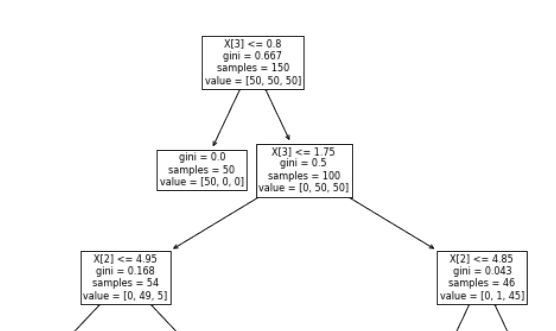 X[3] <= 0.8
gini = 0.667
samples = 150
value = [50, 50, 50]
gini = 0.0
samples = 50
value = [50, 0, 0]
X[3] <= 1.75
gini = 0.5
samples = 100
value = [0, 50, 50]
X[2] <= 4.95
gini = 0.168
samples = 54
value = [0, 49, 5]
X[2] <= 4.85
gini = 0.043
samples = 46
value = [0, 1, 45]